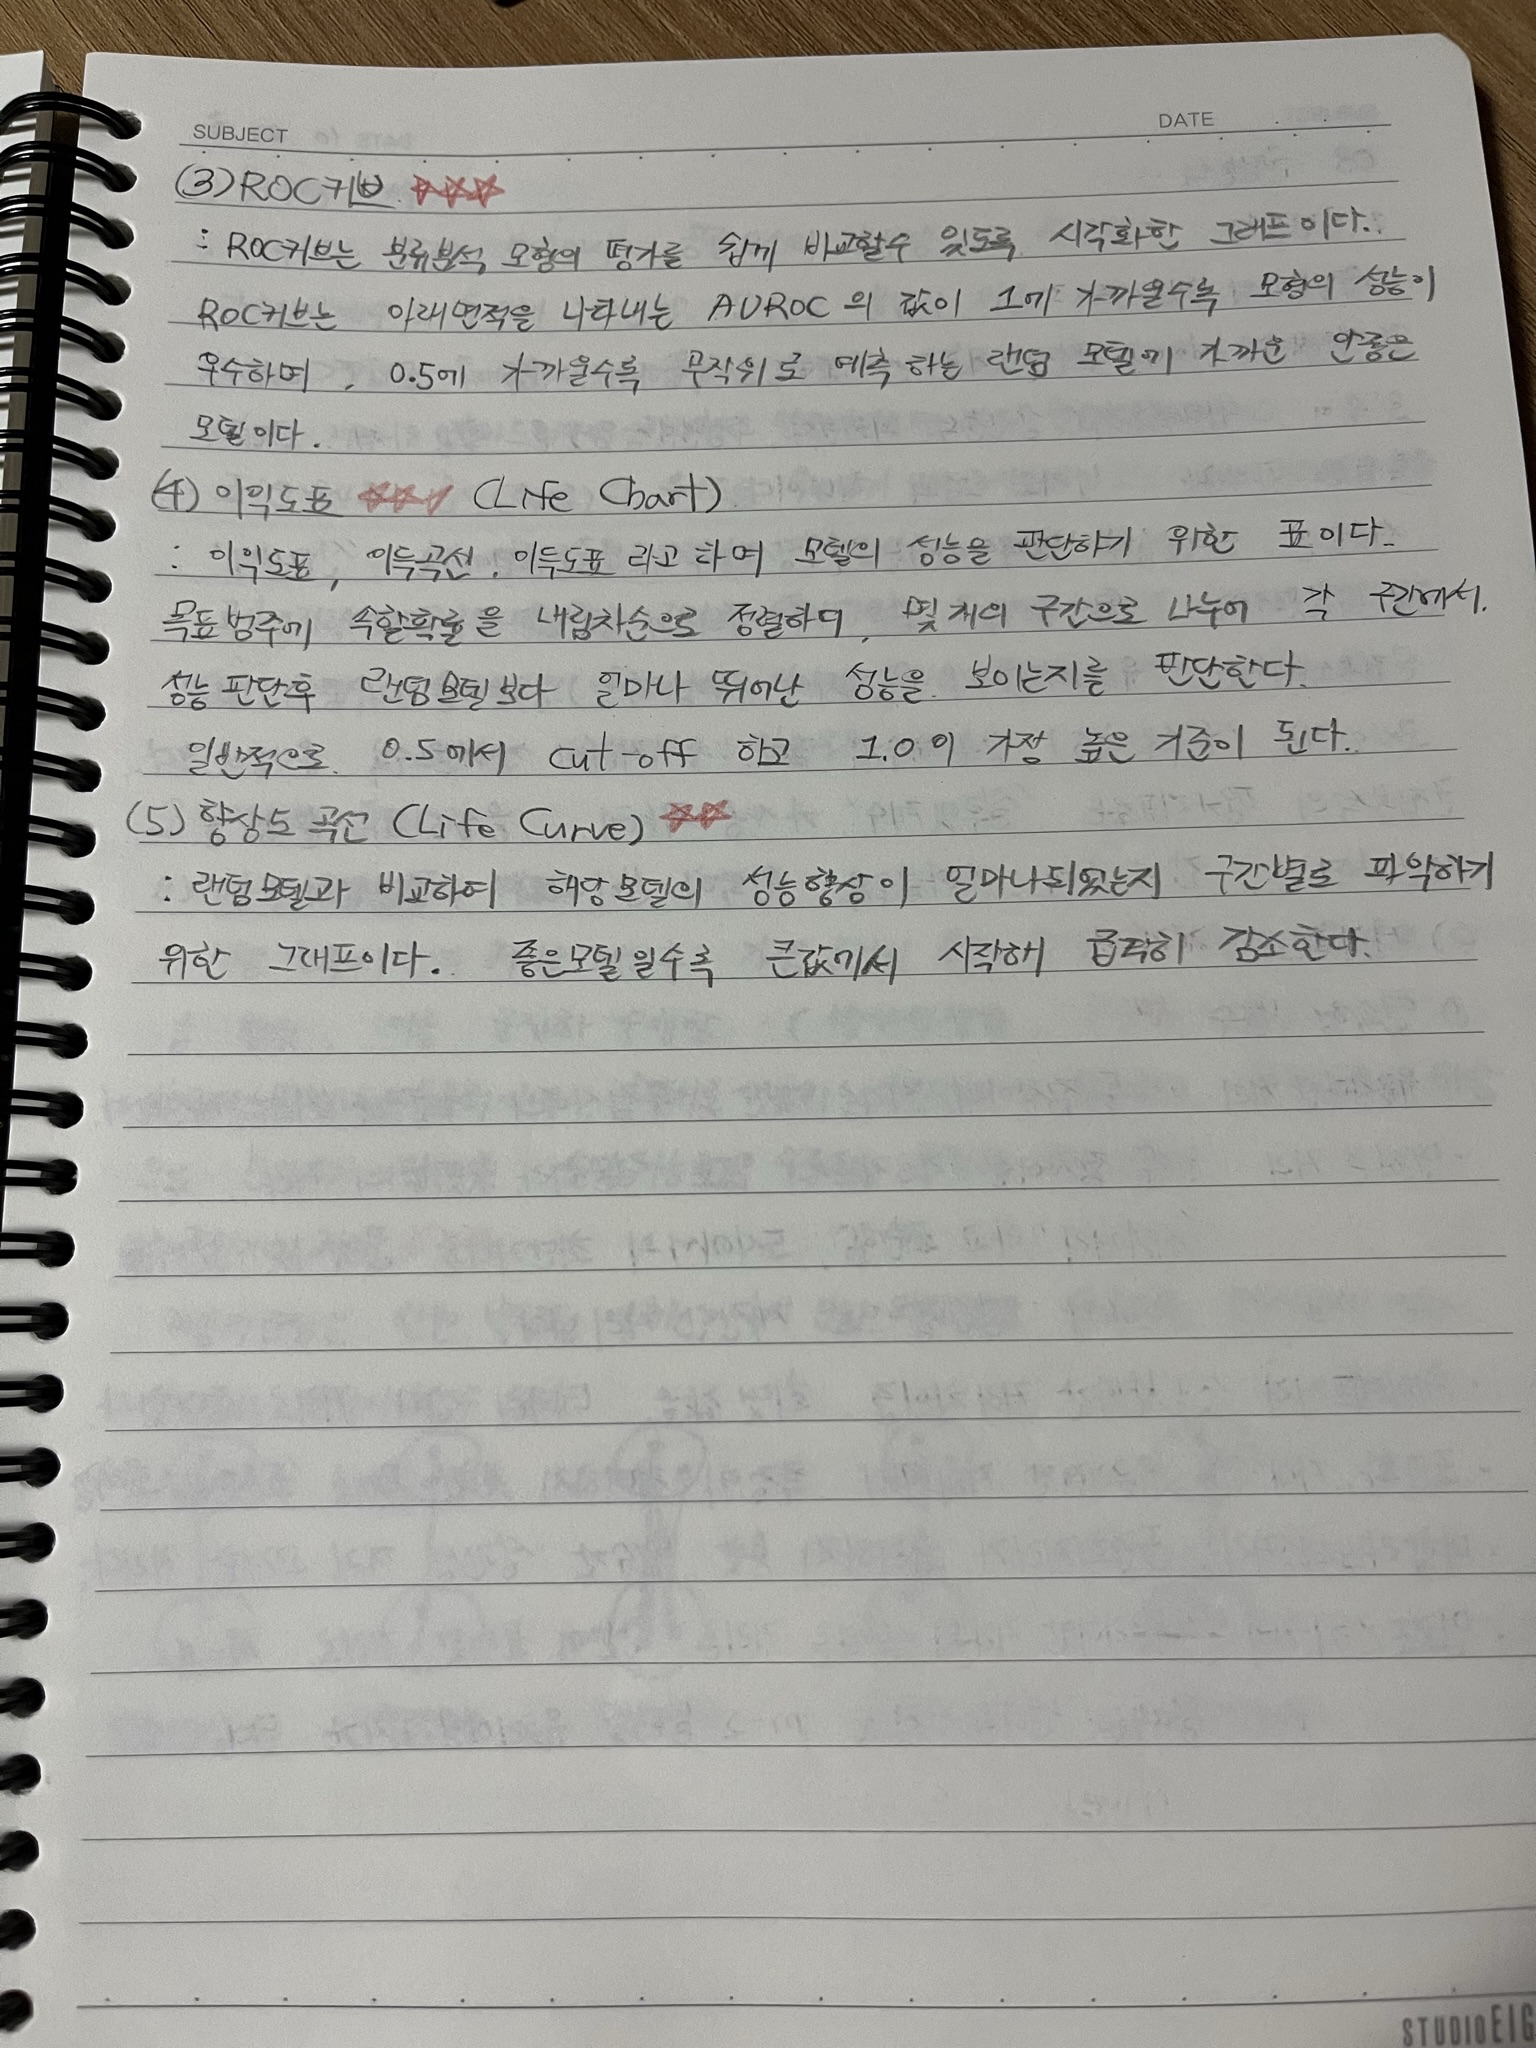 SUBJECT
DATE
(3) ROC커브 ☆☆☆
: ROC커브는 분류분석 모형의 평가를 쉽게 비교할수 있도록 시각화한 그래프이다.
ROC커브는 아래면적을 나타내는 AUROC의 값이 1에 가까울수록 모형의 성능이
우수하며, 0.5에 가까울수록 무작위로 예측하는 랜덤 모델에 가까운 안좋은
모델이다.
(4) 이익도표 ☆☆☆ (Life Chart)
: 이익도표, 이득곡선, 이득도표 라고 하며 모델의 성능을 판단하기 위한 표이다.
목표범주에 속할확률을 내림차순으로 정렬하며, 몇개의 구간으로 나누어 각 구간에서.
성능 판단후 랜덤모델보다 얼마나 뛰어난 성능을 보이는지를 판단한다.
일반적으로 0.5에서 cut-off 하고 1.0이 가장 높은 기준이 된다.
(5) 향상도 곡선 (Life Curve) ☆☆
: 랜덤모델과 비교하여 해당모델의 성능향상이 얼마나되었는지 구간별로 파악하기
위한 그래프이다. 좋은모델일수록 큰값에서 시작해 급격히 감소한다.
STUDIOEIG